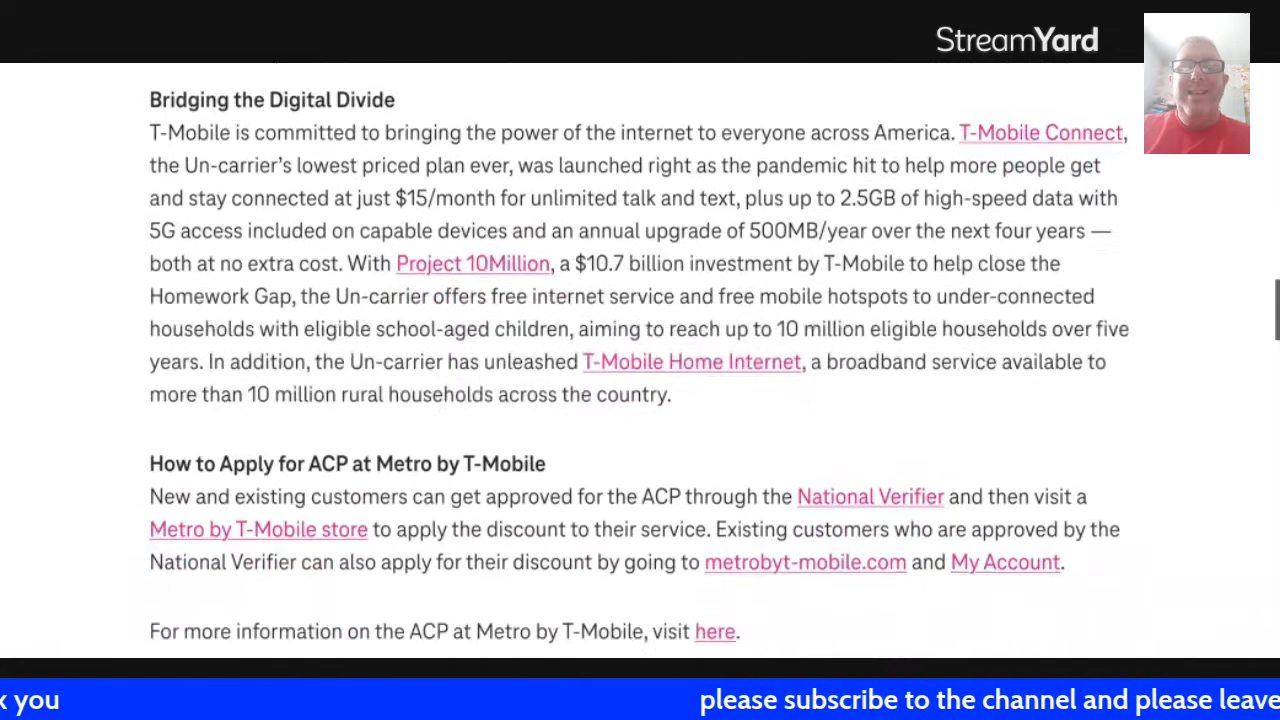 StreamYard
Bridging the Digital Divide
T-Mobile is committed to bringing the power of the internet to everyone across America. T-Mobile Connect,
the Un-carrier's lowest priced plan ever, was launched right as the pandemic hit to help more people get
and stay connected at just $15/month for unlimited talk and text, plus up to 2.5GB of high-speed data with
5G access included on capable devices and an annual upgrade of 500MB/year over the next four years —
both at no extra cost. With Project 10Million, a $10.7 billion investment by T-Mobile to help close the
Homework Gap, the Un-carrier offers free internet service and free mobile hotspots to under-connected
households with eligible school-aged children, aiming to reach up to 10 million eligible households over five
years. In addition, the Un-carrier has unleashed T-Mobile Home Internet, a broadband service available to
more than 10 million rural households across the country.
How to Apply for ACP at Metro by T-Mobile
New and existing customers can get approved for the ACP through the National Verifier and then visit a
Metro by T-Mobile store to apply the discount to their service. Existing customers who are approved by the
National Verifier can also apply for their discount by going to metrobyt-mobile.com and My Account.
For more information on the ACP at Metro by T-Mobile, visit here.
k you please subscribe to the channel and please leave